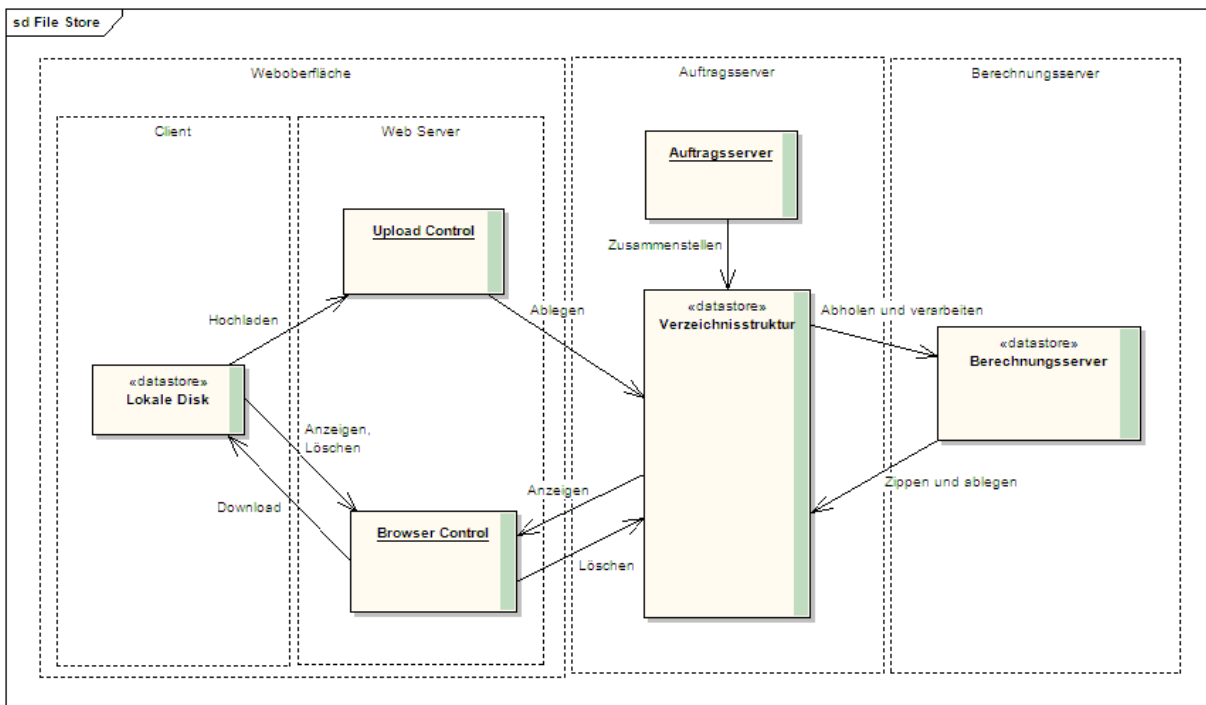 sd File Store
Weboberfläche
Auftragsserver
Berechnungsserver
Client
Web Server
Auftragsserver
Upload Control
Zusammenstellen
«datastore»
Verzeichnisstruktur
Ablegen
Abholen und verarbeiten
Hochladen
«datastore»
Berechnungsserver
«datastore»
Lokale Disk
Anzeigen,
Löschen
Anzeigen
Zippen und ablegen
Download
Browser Control
Löschen